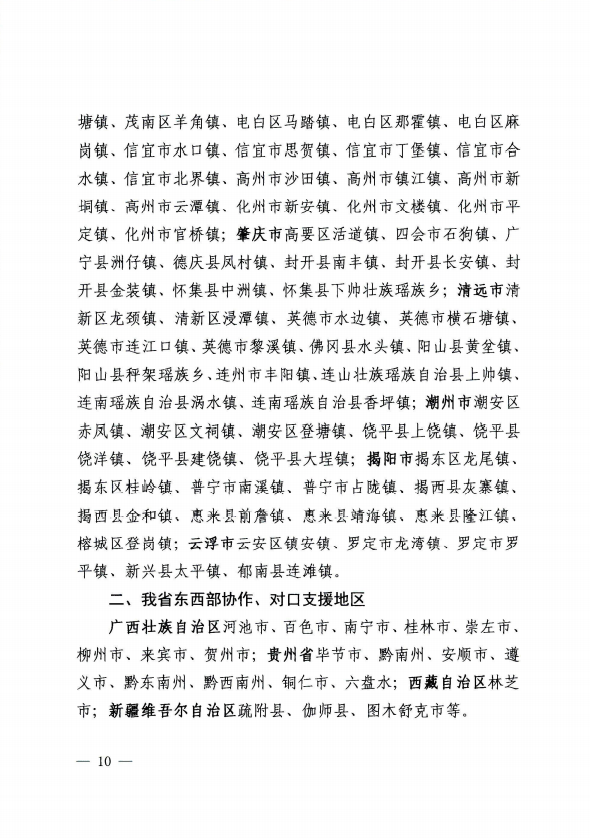 塘镇、茂南区羊角镇、电白区马踏镇、电白区那霍镇、电白区麻
岗镇、信宜市水口镇、信宜市思贺镇、信宜市丁堡镇、信宜市合
水镇、信宜市北界镇、高州市沙田镇、高州市镇江镇、高州市新
垌镇、高州市云潭镇、化州市新安镇、化州市文楼镇、化州市平
定镇、化州市官桥镇；肇庆市高要区活道镇、四会市石狗镇、广
宁县洲仔镇、德庆县凤村镇、封开县南丰镇、封开县长安镇、封
开县金装镇、怀集县中洲镇、怀集县下帅壮族瑶族乡；清远市清
新区龙颈镇、清新区浸潭镇、英德市水边镇、英德市横石塘镇、
英德市连江口镇、英德市黎溪镇、佛冈县水头镇、阳山县黄坌镇、
阳山县秤架瑶族乡、连州市丰阳镇、连山壮族瑶族自治县上帅镇、
连南瑶族自治县涡水镇、连南瑶族自治县香坪镇；潮州市潮安区
赤凤镇、潮安区文祠镇、潮安区登塘镇、饶平县上饶镇、饶平县
饶洋镇、饶平县建饶镇、饶平县大埕镇；揭阳市揭东区龙尾镇、
揭东区桂岭镇、普宁市南溪镇、普宁市占陇镇、揭西县灰寨镇、
揭西县金和镇、惠来县前詹镇、惠来县靖海镇、惠来县隆江镇、
榕城区登岗镇；云浮市云安区镇安镇、罗定市龙湾镇、罗定市罗
平镇、新兴县太平镇、郁南县连滩镇。
二、我省东西部协作、对口支援地区
广西壮族自治区河池市、百色市、南宁市、桂林市、崇左市、
柳州市、来宾市、贺州市；贵州省毕节市、黔南州、安顺市、遵
义市、黔东南州、黔西南州、铜仁市、六盘水；西藏自治区林芝
市；新疆维吾尔自治区疏附县、伽师县、图木舒克市等。
— 10 —